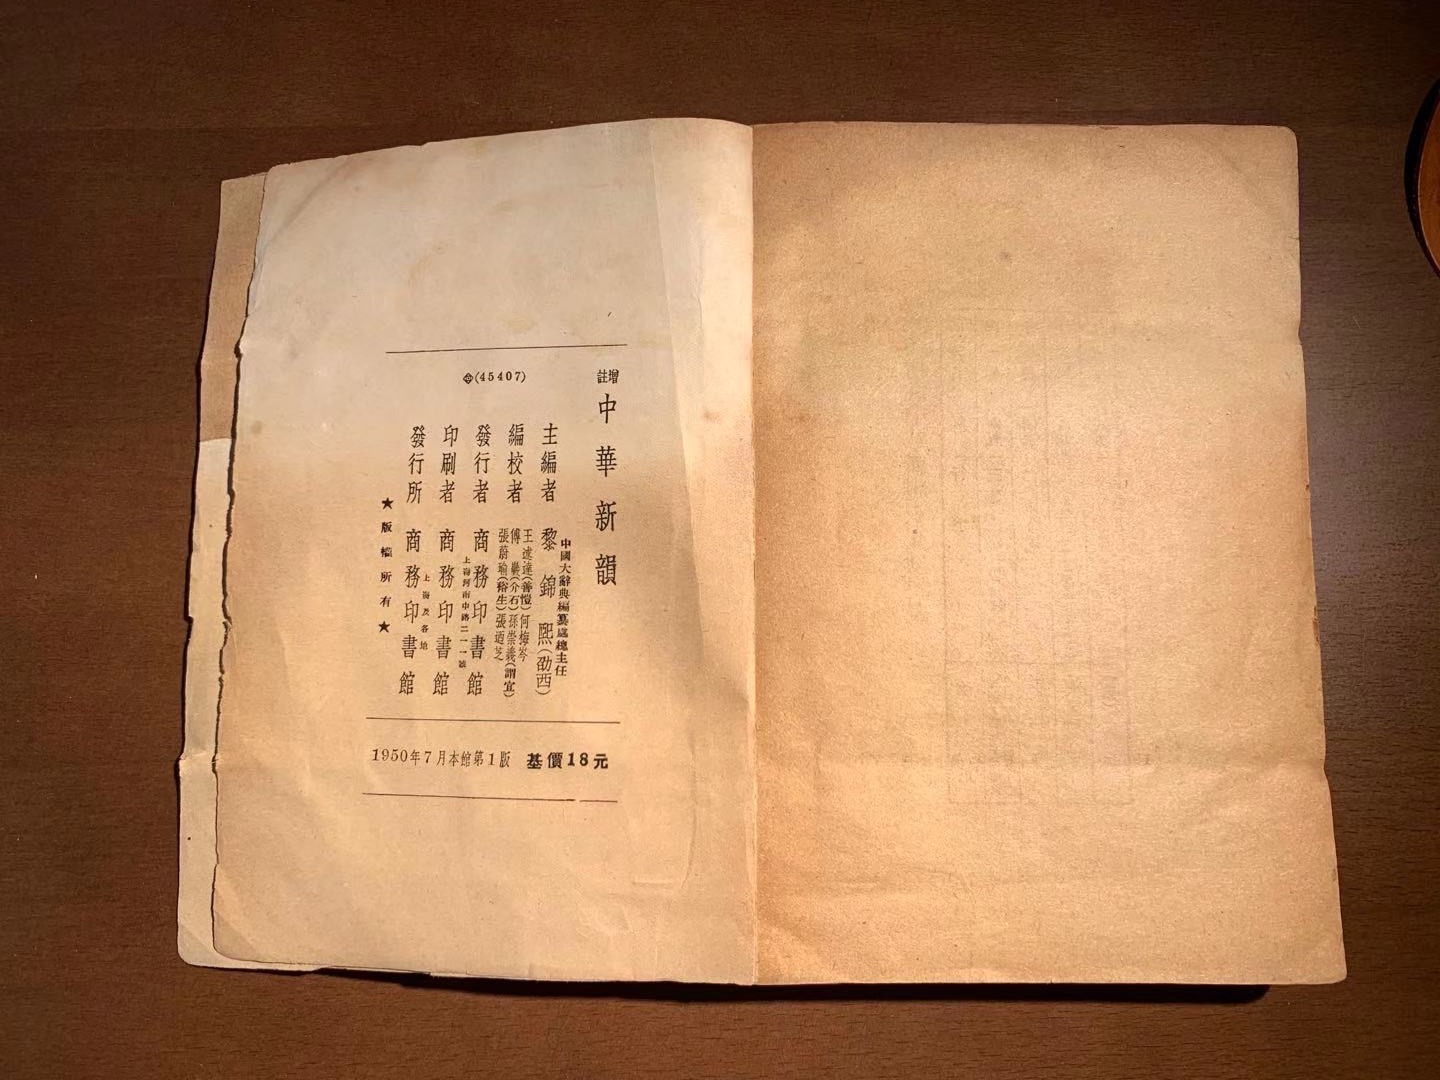 增註中華新韻
(45407)
中國大辭典編纂處總主任
主編者 黎錦熙(劭西)
編校者
王述達(善愷)何梅岑
傅㒜(介石)孫崇義(謂宜)
張蔚瑜(稽生)張迺芝
發行者 商務印書館
上海河南中路二一一號
印刷者 商務印書館
上海及各地
發行所 商務印書館
★版權所有★
1950年7月本館第1版 基價18元